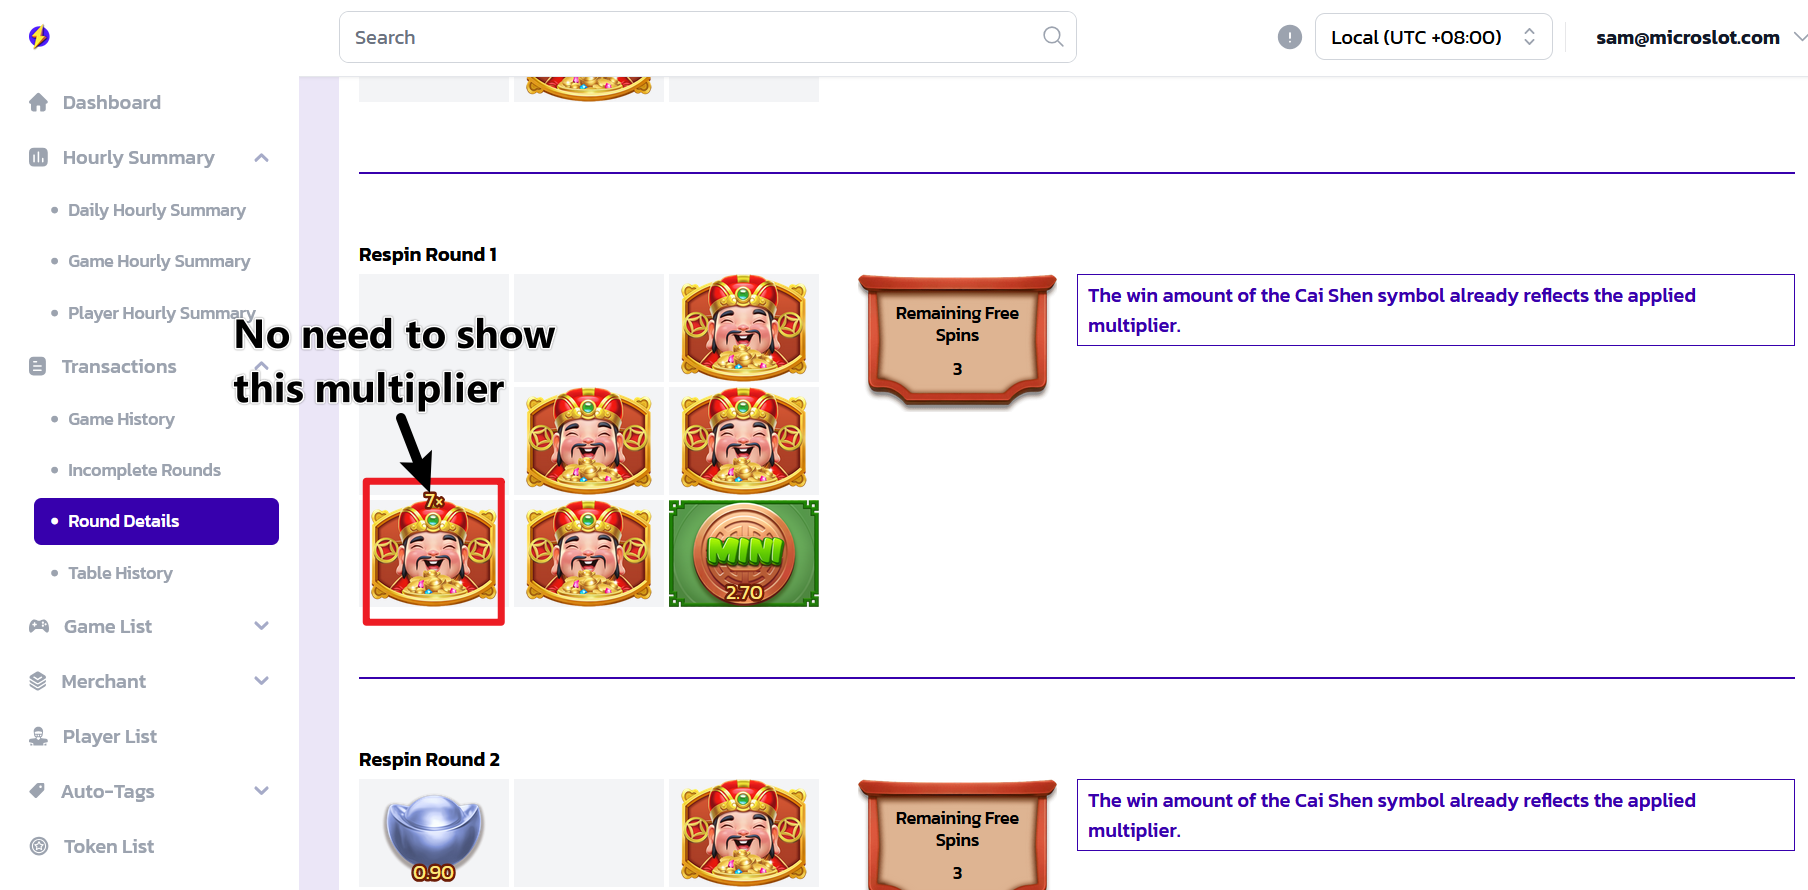 Search
Local (UTC +08:00)
sam@microslot.com
Dashboard
Hourly Summary
Daily Hourly Summary
Game Hourly Summary
Player Hourly Summary
Transactions
Game History
Incomplete Rounds
Round Details
Table History
Game List
Merchant
Player List
Auto-Tags
Token List
Respin Round 1
No need to show
this multiplier
7×
MINI
2.70
Remaining Free
Spins
3
The win amount of the Cai Shen symbol already reflects the applied
multiplier.
Respin Round 2
0.90
Remaining Free
Spins
3
The win amount of the Cai Shen symbol already reflects the applied
multiplier.